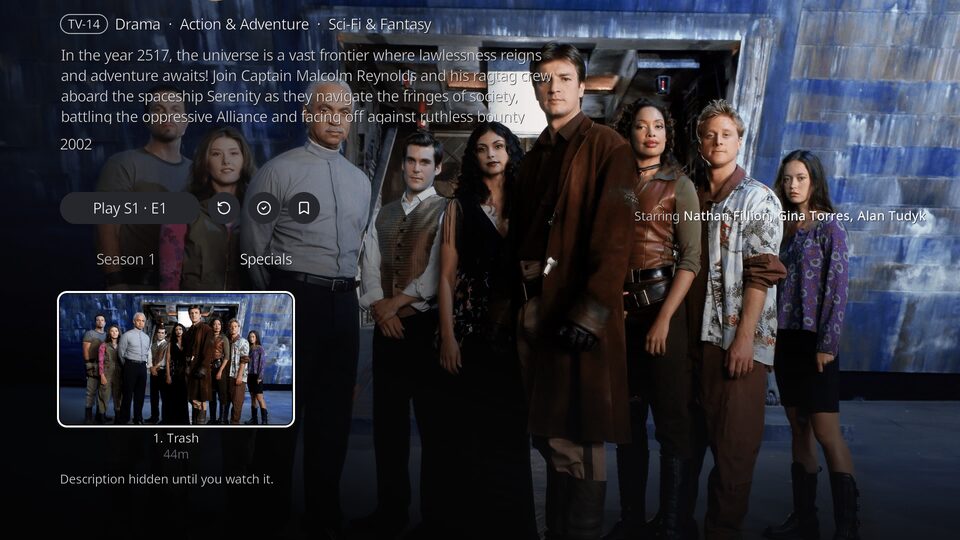 TV-14 Drama · Action & Adventure · Sci-Fi & Fantasy
In the year 2517, the universe is a vast frontier where lawlessness reigns
and adventure awaits! Join Captain Malcolm Reynolds and his ragtag crew
aboard the spaceship Serenity as they navigate the fringes of society,
battling the oppressive Alliance and facing off against ruthless bounty
2002
Play S1 · E1
Starring Nathan Fillion, Gina Torres, Alan Tudyk
Season 1 Specials
1. Trash
44m
Description hidden until you watch it.